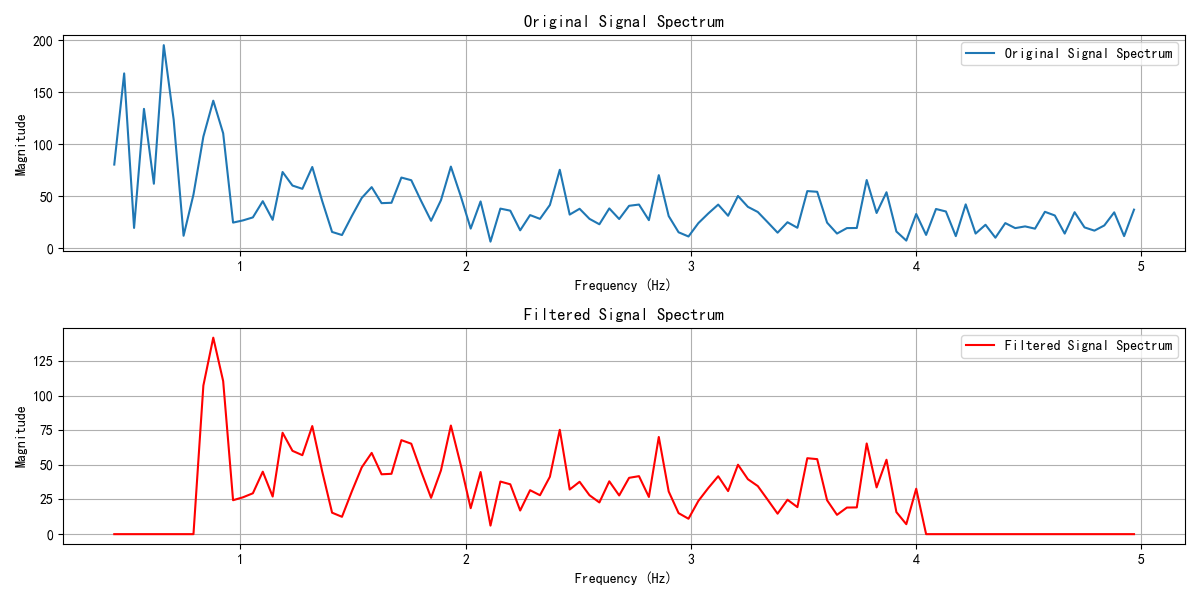 Original Signal Spectrum
200
150
100
50
0
Magnitude
Original Signal Spectrum
1
2
3
4
5
Frequency (Hz)
Filtered Signal Spectrum
125
100
75
50
25
0
Magnitude
Filtered Signal Spectrum
1
2
3
4
5
Frequency (Hz)